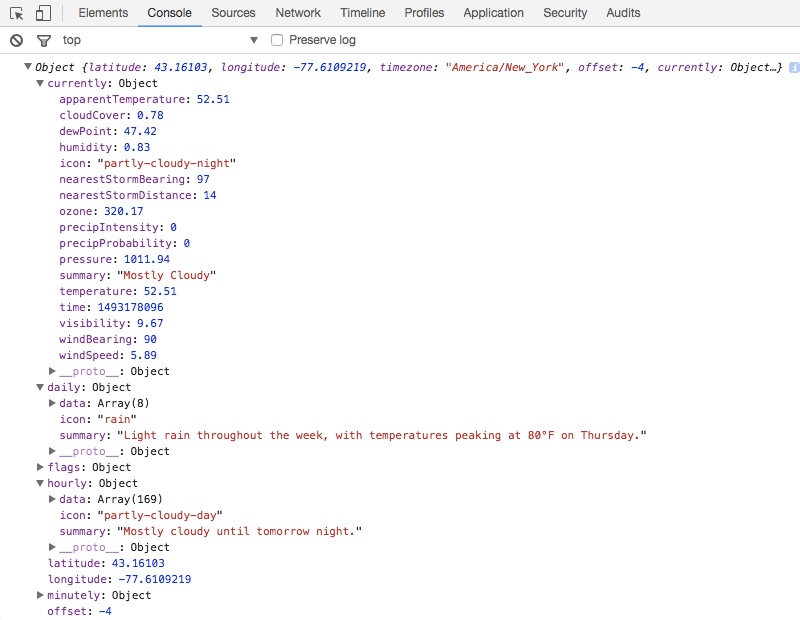 Elements Console Sources Network Timeline Profiles Application Security Audits
top Preserve log
Object {latitude: 43.16103, longitude: -77.6109219, timezone: "America/New_York", offset: -4, currently: Object…} i
currently: Object
apparentTemperature: 52.51
cloudCover: 0.78
dewPoint: 47.42
humidity: 0.83
icon: "partly-cloudy-night"
nearestStormBearing: 97
nearestStormDistance: 14
ozone: 320.17
precipIntensity: 0
precipProbability: 0
pressure: 1011.94
summary: "Mostly Cloudy"
temperature: 52.51
time: 1493178096
visibility: 9.67
windBearing: 90
windSpeed: 5.89
__proto__: Object
daily: Object
data: Array(8)
icon: "rain"
summary: "Light rain throughout the week, with temperatures peaking at 80°F on Thursday."
__proto__: Object
flags: Object
hourly: Object
data: Array(169)
icon: "partly-cloudy-day"
summary: "Mostly cloudy until tomorrow night."
__proto__: Object
latitude: 43.16103
longitude: -77.6109219
minutely: Object
offset: -4